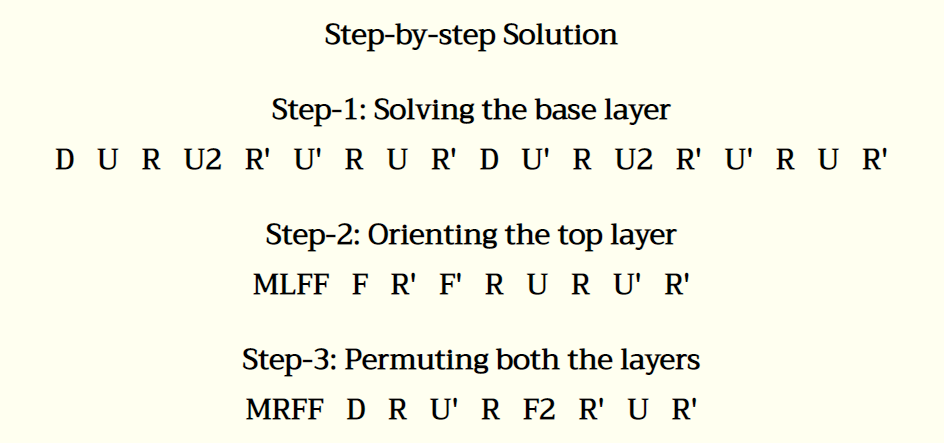 Step-by-step Solution
Step-1: Solving the base layer
D U R U2 R' U' R U R' D U' R U2 R' U' R U R'
Step-2: Orienting the top layer
MLFF F R' F' R U R U' R'
Step-3: Permuting both the layers
MRFF D R U' R F2 R' U R'